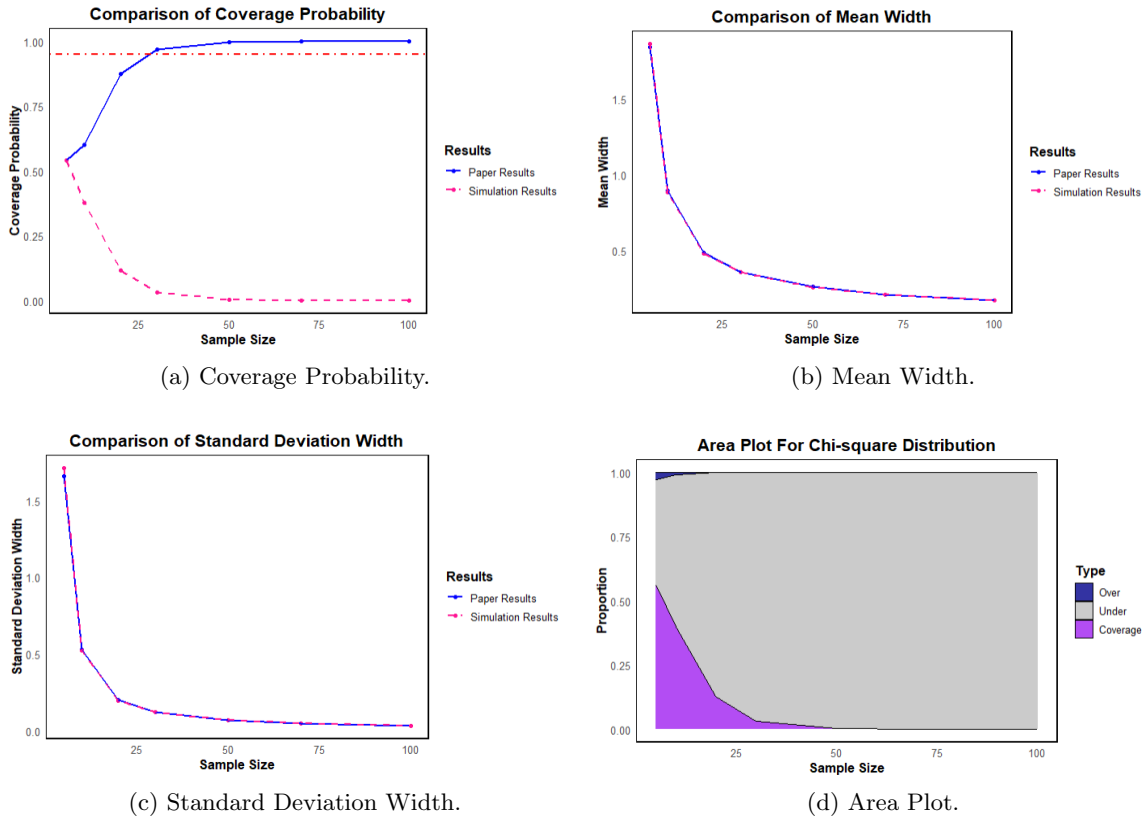 Comparison of Coverage Probability
1.00
0.75
0.50
0.25
0.00
Coverage Probability
25
50
75
100
Sample Size
Results
Paper Results
Simulation Results
(a) Coverage Probability.
Comparison of Mean Width
1.5
1.0
0.5
Mean Width
25
50
75
100
Sample Size
Results
Paper Results
Simulation Results
(b) Mean Width.
Comparison of Standard Deviation Width
1.5
1.0
0.5
0.0
Standard Deviation Width
25
50
75
100
Sample Size
Results
Paper Results
Simulation Results
(c) Standard Deviation Width.
Area Plot For Chi-square Distribution
1.00
0.75
0.50
0.25
0.00
Proportion
25
50
75
100
Sample Size
Type
Over
Under
Coverage
(d) Area Plot.